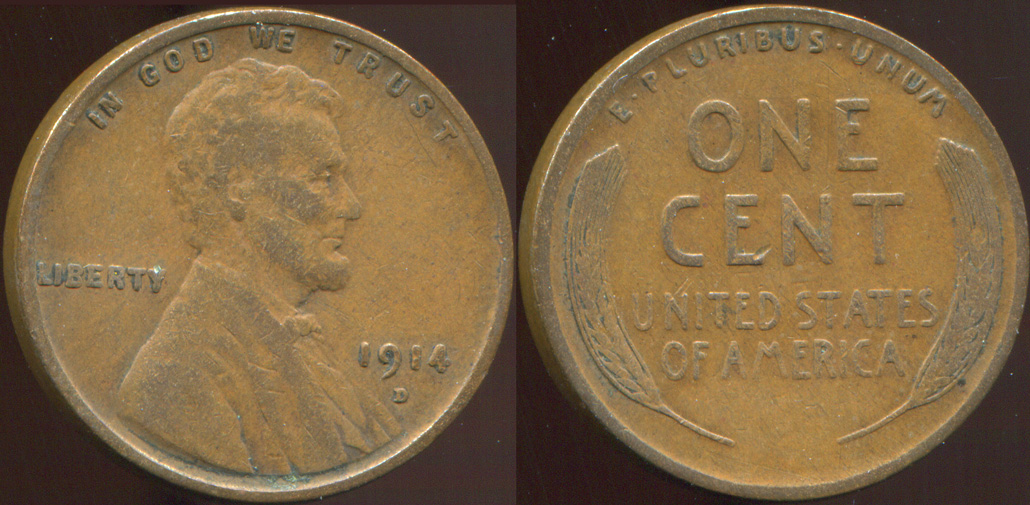 IN GOD WE TRUST
LIBERTY
1914
D
E·PLURIBUS·UNUM
ONE
CENT
UNITED STATES
OF AMERICA